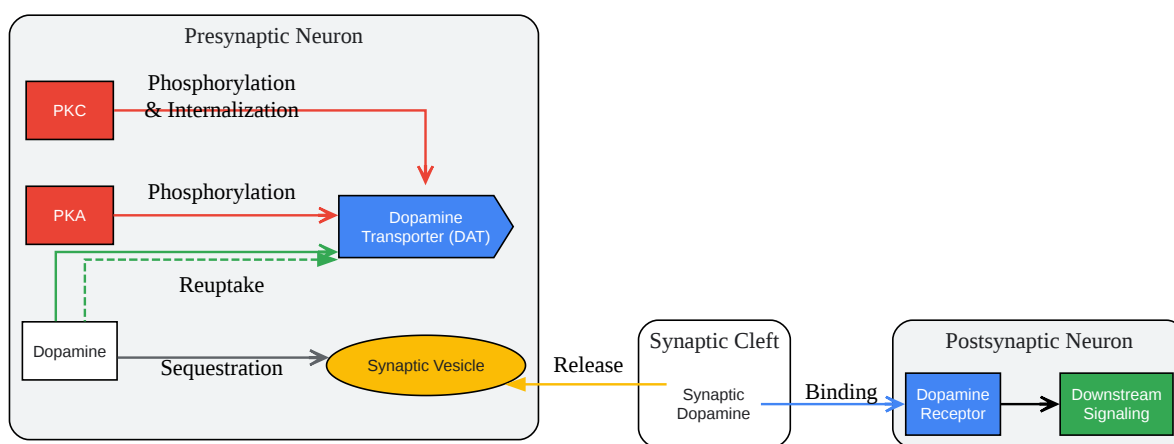 Presynaptic Neuron
Phosphorylation
& Internalization
PKC
Phosphorylation
PKA
Dopamine
Transporter (DAT)
Reuptake
Dopamine
Sequestration
Synaptic Vesicle
Release
Synaptic Cleft
Synaptic
Dopamine
Binding
Postsynaptic Neuron
Dopamine
Receptor
Downstream
Signaling